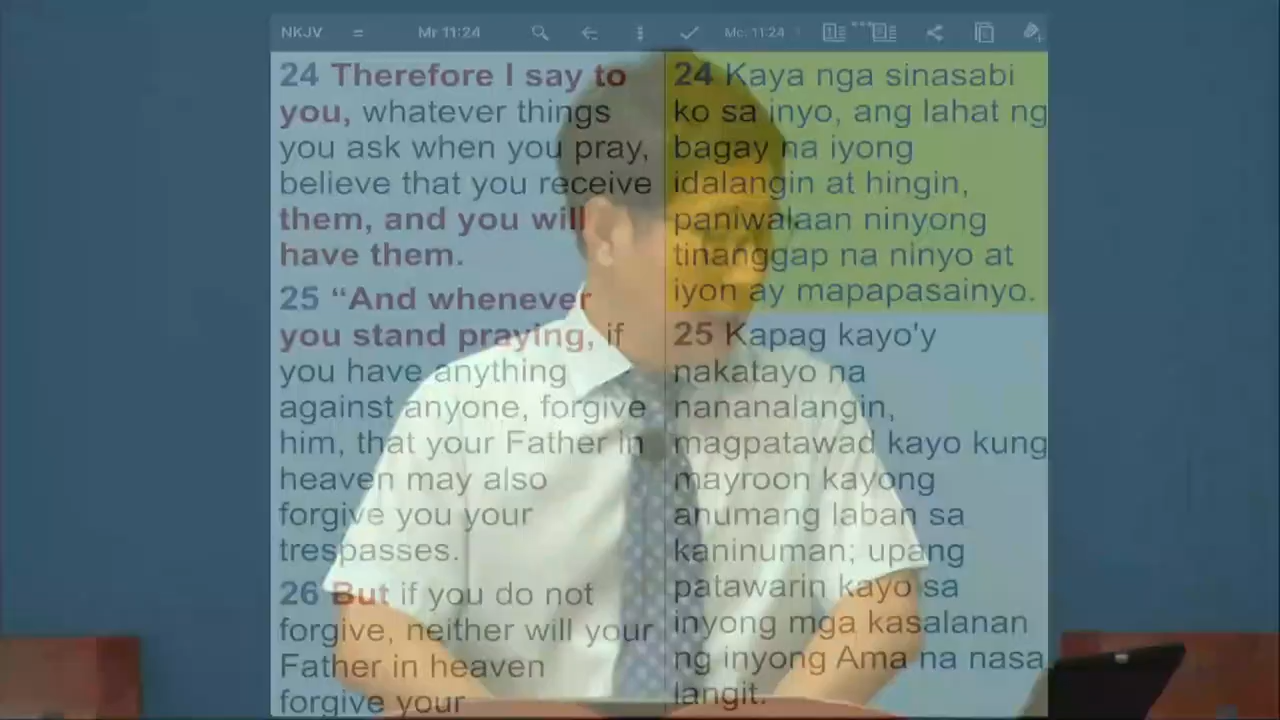 NKJV = Mr 11:24
Mc. 11:24
24 Therefore I say to
you, whatever things
you ask when you pray,
believe that you receive
them, and you will
have them.
25 “And whenever
you stand praying, if
you have anything
against anyone, forgive
him, that your Father in
heaven may also
forgive you your
trespasses.
26 But if you do not
forgive, neither will your
Father in heaven
forgive your
24 Kaya nga sinasabi
ko sa inyo, ang lahat ng
bagay na iyong
idalangin at hingin,
paniwalaan ninyong
tinanggap na ninyo at
iyon ay mapapasainyo.
25 Kapag kayo'y
nakatayo na
nananalangin,
magpatawad kayo kung
mayroon kayong
anumang laban sa
kaninuman; upang
patawarin kayo sa
inyong mga kasalanan
ng inyong Ama na nasa
langit.